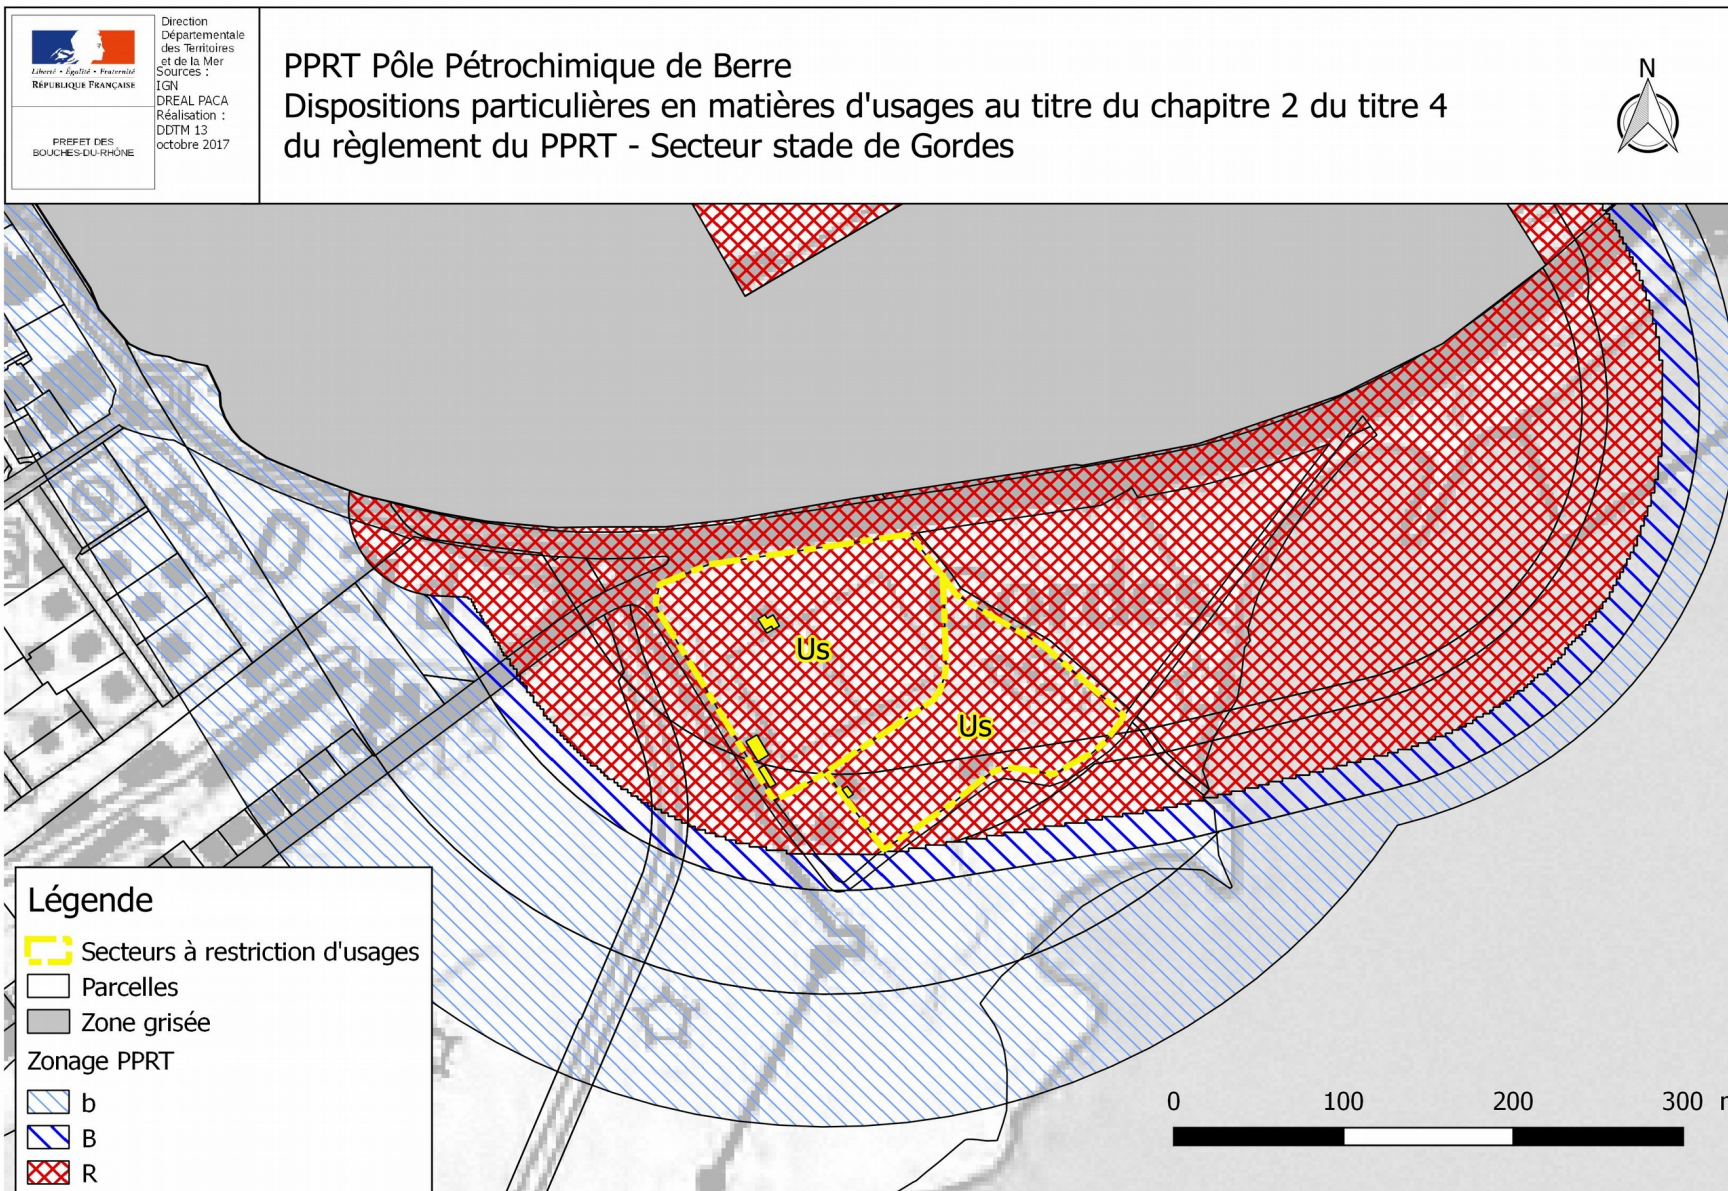 Direction
Départementale
des Territoires
et de la Mer
Sources :
IGN
DREAL PACA
Réalisation :
DDTM 13
octobre 2017
Liberté • Égalité • Fraternité
RÉPUBLIQUE FRANÇAISE
PREFET DES
BOUCHES-DU-RHÔNE
PPRT Pôle Pétrochimique de Berre
Dispositions particulières en matières d'usages au titre du chapitre 2 du titre 4
du règlement du PPRT - Secteur stade de Gordes
N
Gordes
Us
Us
Légende
Secteurs à restriction d'usages
Parcelles
Zone grisée
Zonage PPRT
b
B
R
0 100 200 300